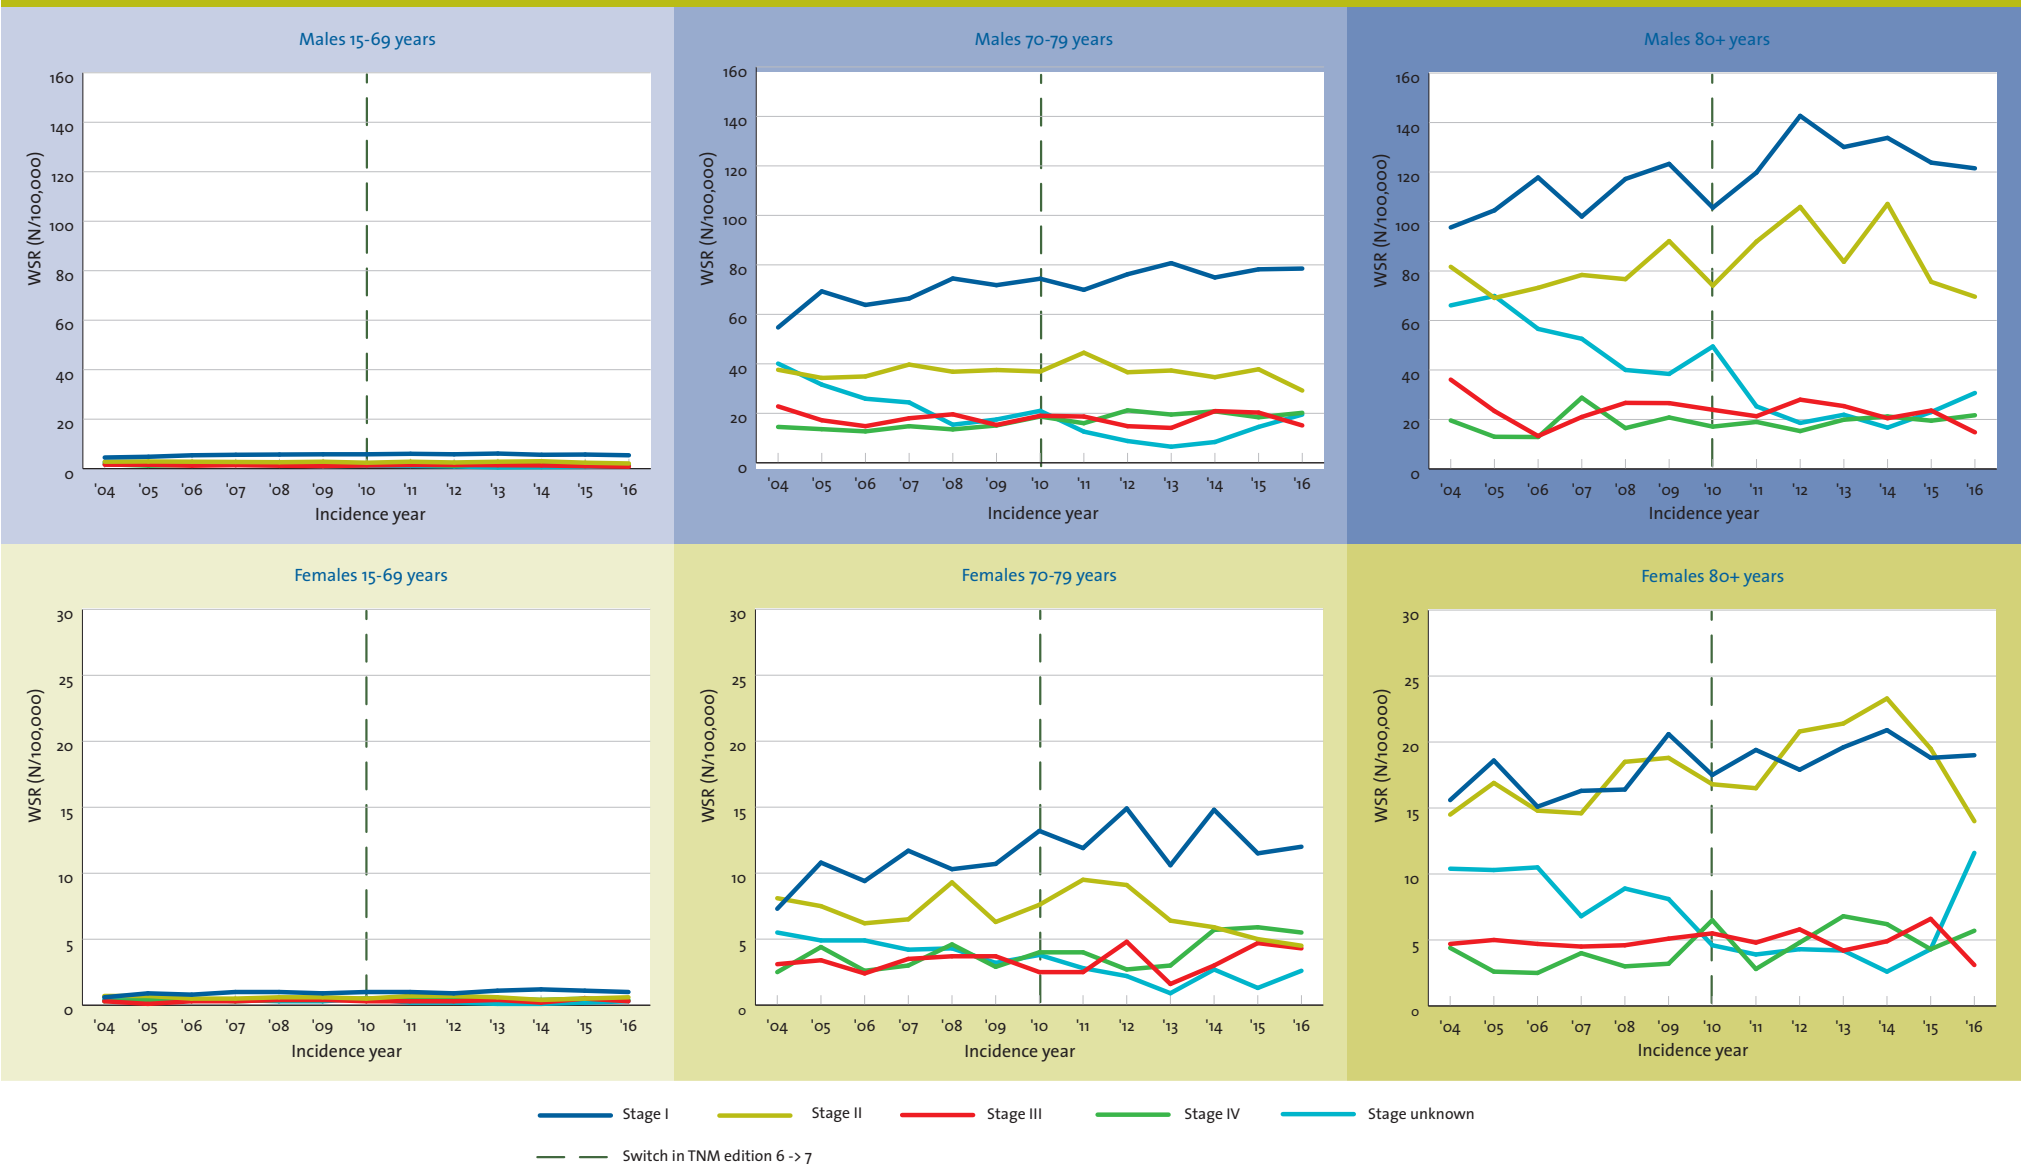 Males 15-69 years
WSR (N/100,000)
160
140
120
100
80
60
40
20
0
'04 '05 '06 '07 '08 '09 '10 '11 '12 '13 '14 '15 '16
Incidence year
Males 70-79 years
WSR (N/100,000)
160
140
120
100
80
60
40
20
0
'04 '05 '06 '07 '08 '09 '10 '11 '12 '13 '14 '15 '16
Incidence year
Males 80+ years
WSR (N/100,000)
160
140
120
100
80
60
40
20
0
'04 '05 '06 '07 '08 '09 '10 '11 '12 '13 '14 '15 '16
Incidence year
Females 15-69 years
WSR (N/100,000)
30
25
20
15
10
5
0
'04 '05 '06 '07 '08 '09 '10 '11 '12 '13 '14 '15 '16
Incidence year
Females 70-79 years
WSR (N/100,000)
30
25
20
15
10
5
0
'04 '05 '06 '07 '08 '09 '10 '11 '12 '13 '14 '15 '16
Incidence year
Females 80+ years
WSR (N/100,000)
30
25
20
15
10
5
0
'04 '05 '06 '07 '08 '09 '10 '11 '12 '13 '14 '15 '16
Incidence year
Stage I Stage II Stage III Stage IV Stage unknown
Switch in TNM edition 6 -> 7